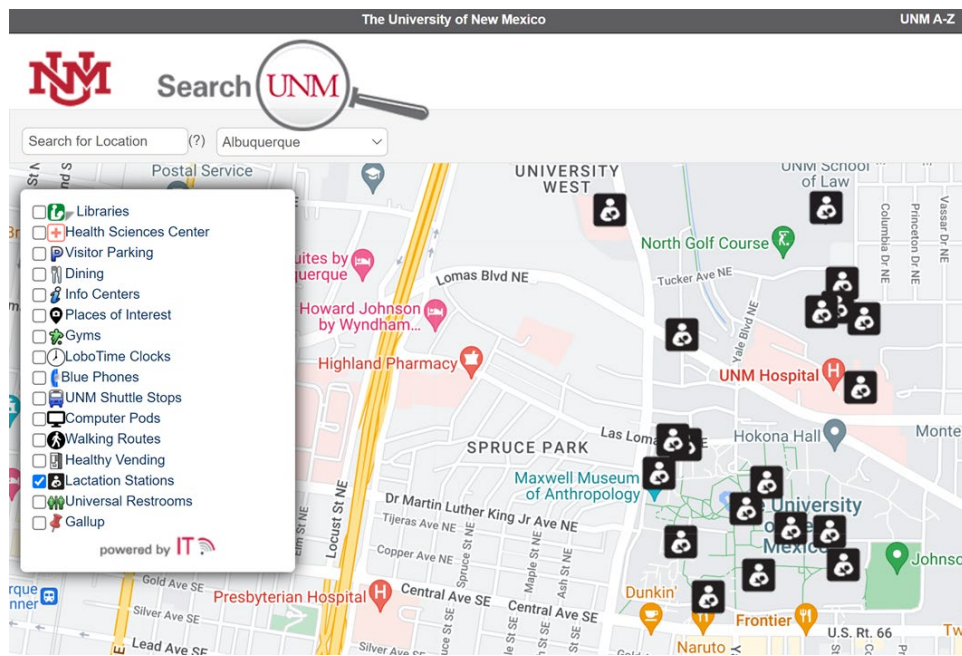 The University of New Mexico
UNM A-Z
UNM
Search UNM
Search for Location
(?)
Albuquerque
Libraries
Health Sciences Center
Visitor Parking
Dining
Info Centers
Places of Interest
Gyms
LoboTime Clocks
Blue Phones
UNM Shuttle Stops
Computer Pods
Walking Routes
Healthy Vending
Lactation Stations
Universal Restrooms
Gallup
powered by IT
Postal Service
UNIVERSITY
WEST
UNM School
of Law
Columbia Dr NE
Princeton Dr NE
Vassar Dr NE
North Golf Course
Tucker Ave NE
Lomas Blvd NE
Yale Blvd NE
Howard Johnson
by Wyndham...
Highland Pharmacy
UNM Hospital
Hokona Hall
SPRUCE PARK
Maxwell Museum
of Anthropology
Locust St NE
Dr Martin Luther King Jr Ave NE
Tijeras Ave NE
Copper Ave NE
Elm St NE
Spruce St NE
Maple St NE
Ash St NE
University
Mexico
Gold Ave SE
Presbyterian Hospital
Central Ave SE
Central Ave SE
Dunkin'
Frontier
Silver Ave SE
Silver Ave SE
Lead Ave SE
Naruto
U.S. Rt. 66